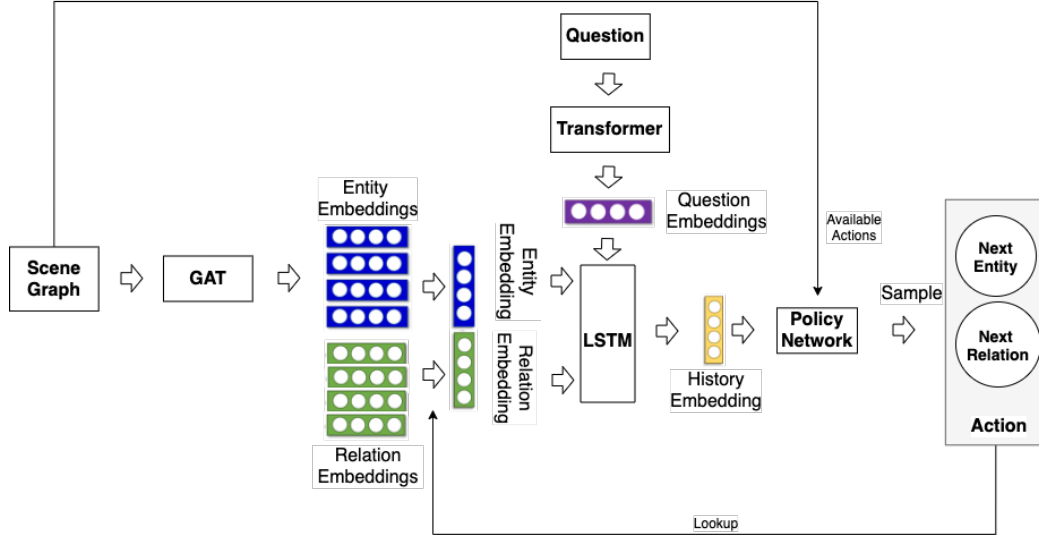 Question
Transformer
Entity
Embeddings
Question
Embeddings
Available
Actions
Scene
Graph
GAT
Entity
Embedding
Relation
Embedding
LSTM
History
Embedding
Policy
Network
Sample
Next
Entity
Next
Relation
Action
Relation
Embeddings
Lookup